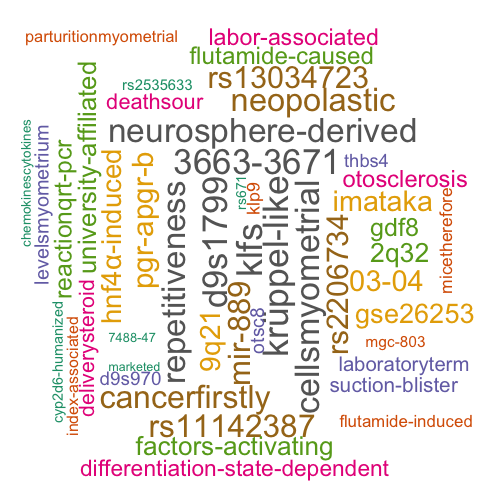 parturitionmyometrial
labor-associated
flutamide-caused
rs2535633
rs13034723
deathsour
neopolastic
neurosphere-derived
3663-3671
thbs4
otosclerosis
imataka
gdf8
2q32
03-04
gse26253
mgc-803
laboratoryterm
suction-blister
flutamide-induced
chemokinescytokines
levelsmyometrium
reactionqrt-pcr
university-affiliated
hnf4α-induced
pgr-apgr-b
repetitiveness
d9s1799
rs671
klp9
klfs
kruppel-like
cellsmyometrial
rs2206734
micetherefore
9q21
mir-889
otsc8
cyp2d6-humanized
index-associated
deliverysteroid
7488-47
marketed
d9s970
cancerfirstly
rs11142387
factors-activating
differentiation-state-dependent